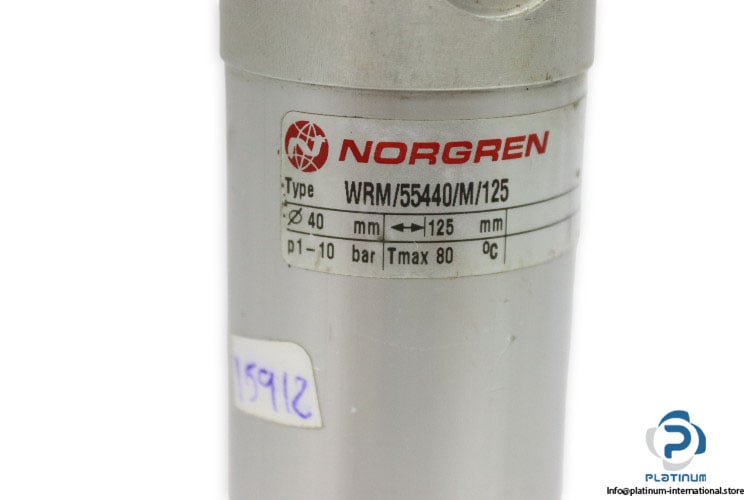 NORGREN
Type WRM/55440/M/125
Ø 40 mm ↔ 125 mm
p1-10 bar Tmax 80 °C
15912
PLATINUM
Info@platinum-international.store